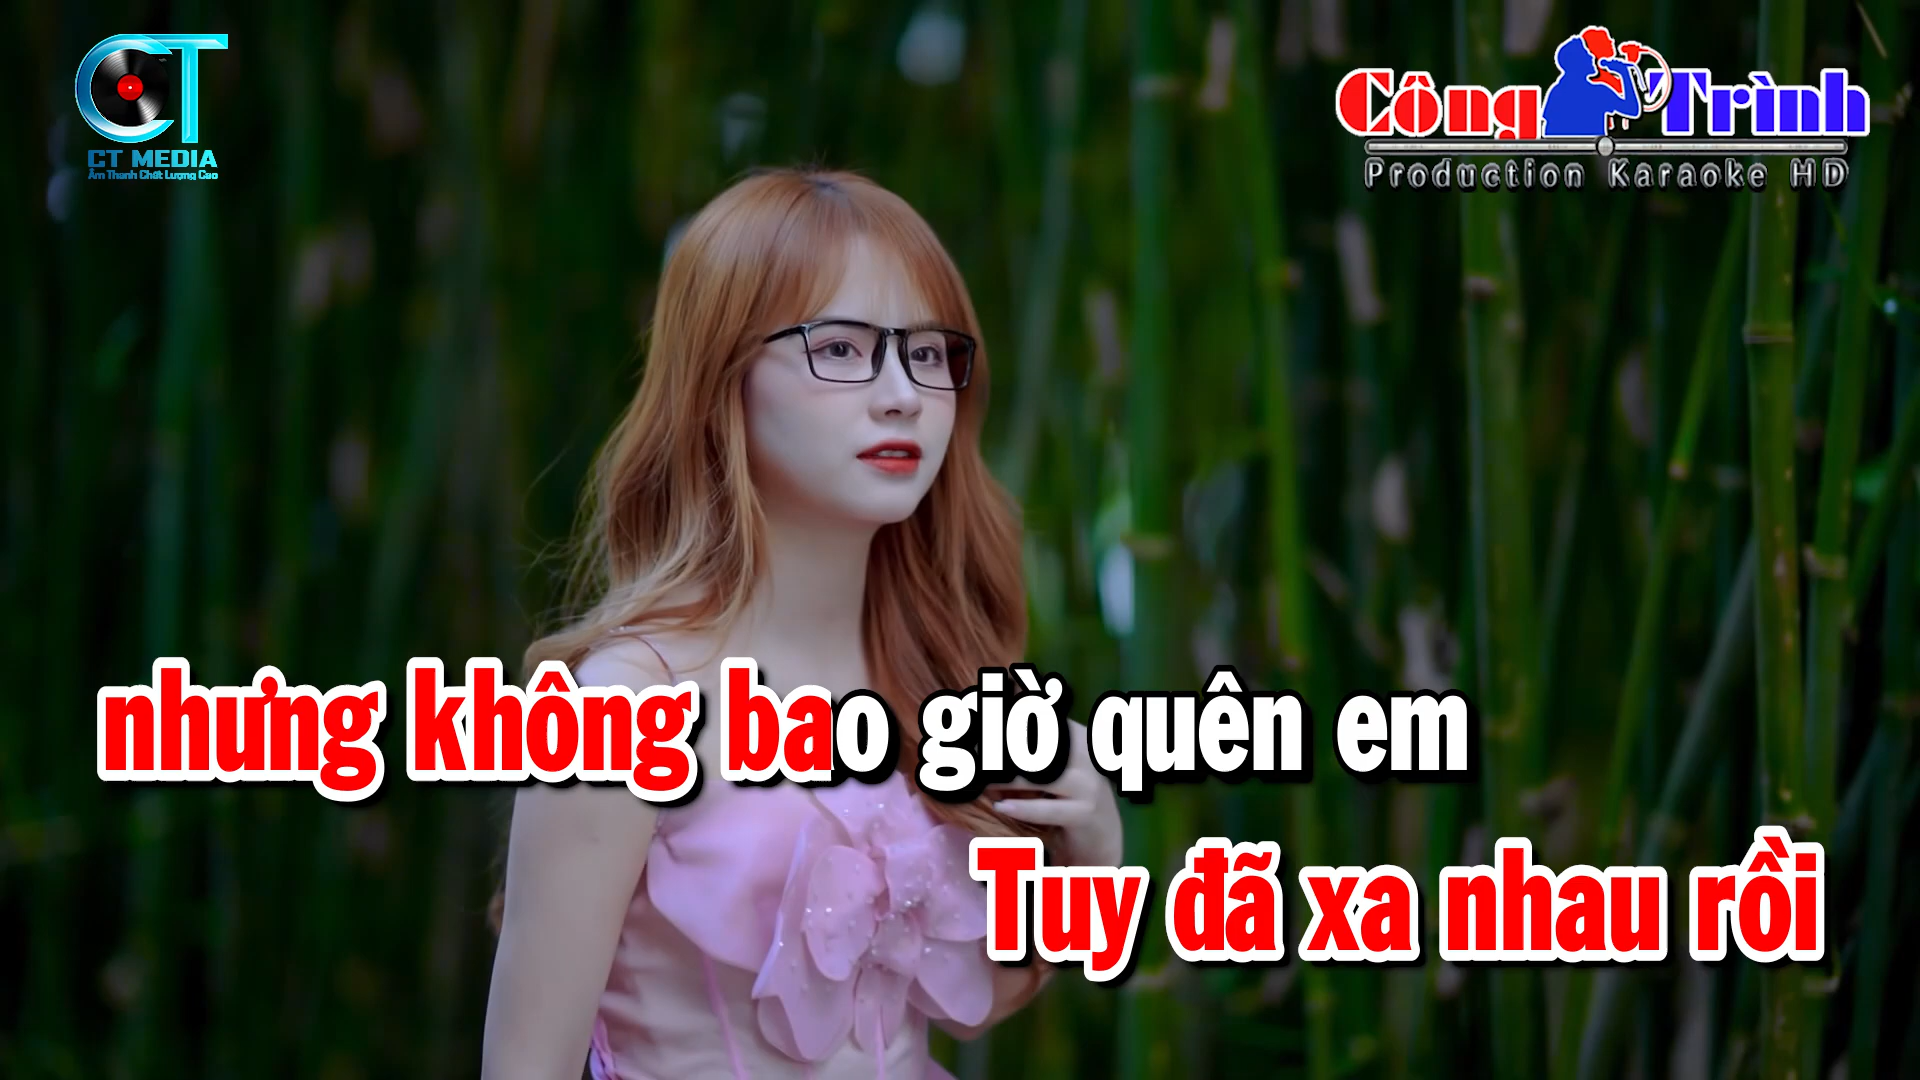 CT
CT MEDIA
Âm Thanh Chất Lượng Cao
Công Trình
Production Karaoke HD
nhưng không bao giờ quên em
Tuy đã xa nhau rồi